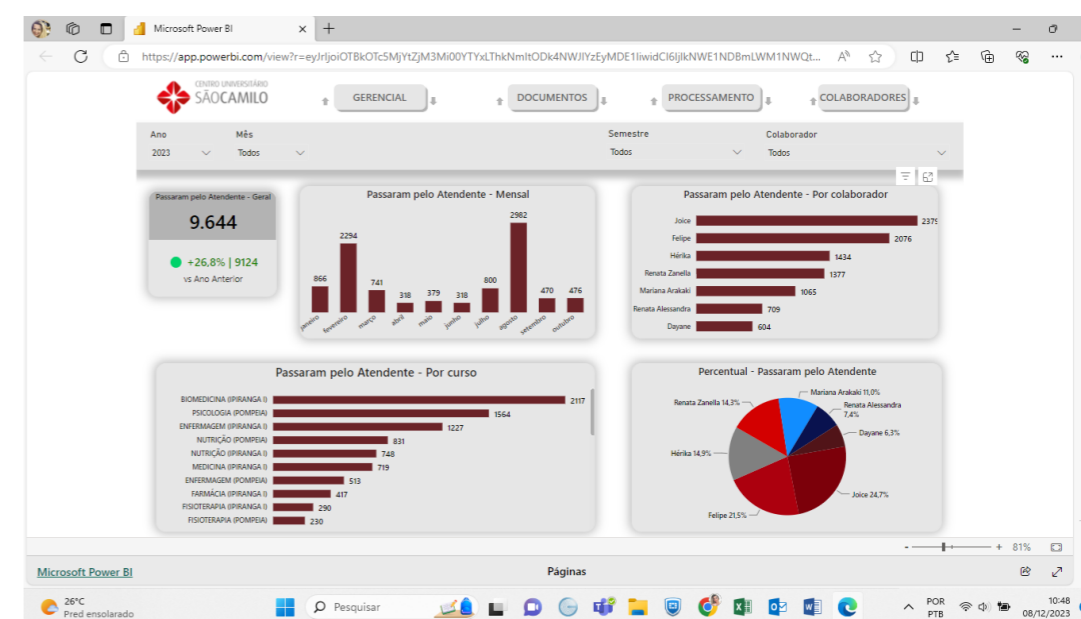 Microsoft Power BI
https://app.powerbi.com/view?r=eyJrIjoiOTBkOTc5MjYtZjM3Mi00YTYxLThkNmItODk4NWJlYzEyMDE1IiwidCI6IjlkNWE1NDBmLWM1NWQt...
CENTRO UNIVERSITÁRIO
SÃOCAMILO
GERENCIAL
DOCUMENTOS
PROCESSAMENTO
COLABORADORES
Ano
Mês
Semestre
Colaborador
2023
Todos
Todos
Todos
Passaram pelo Atendente - Geral
9.644
+26,8% | 9124
vs Ano Anterior
Passaram pelo Atendente - Mensal
866
2294
741
318
379
318
800
2982
470
476
janeiro
fevereiro
março
abril
maio
junho
julho
agosto
setembro
outubro
Passaram pelo Atendente - Por colaborador
Joice 2379
Felipe 2076
Hérika 1434
Renata Zanella 1377
Mariana Arakaki 1065
Renata Alessandra 709
Dayane 604
Passaram pelo Atendente - Por curso
BIOMEDICINA (IPIRANGA I) 2117
PSICOLOGIA (POMPEIA) 1564
ENFERMAGEM (IPIRANGA I) 1227
NUTRIÇÃO (POMPEIA) 831
NUTRIÇÃO (IPIRANGA I) 748
MEDICINA (IPIRANGA I) 719
ENFERMAGEM (POMPEIA) 513
FARMÁCIA (IPIRANGA I) 417
FISIOTERAPIA (IPIRANGA I) 290
FISIOTERAPIA (POMPEIA) 230
Percentual - Passaram pelo Atendente
Mariana Arakaki 11,0%
Renata Zanella 14,3%
Renata Alessandra
7,4%
Dayane 6,3%
Hérika 14,9%
Joice 24,7%
Felipe 21,5%
- + 81%
Microsoft Power BI
Páginas
26°C
Pred ensolarado
Pesquisar
POR
PTB
10:48
08/12/2023